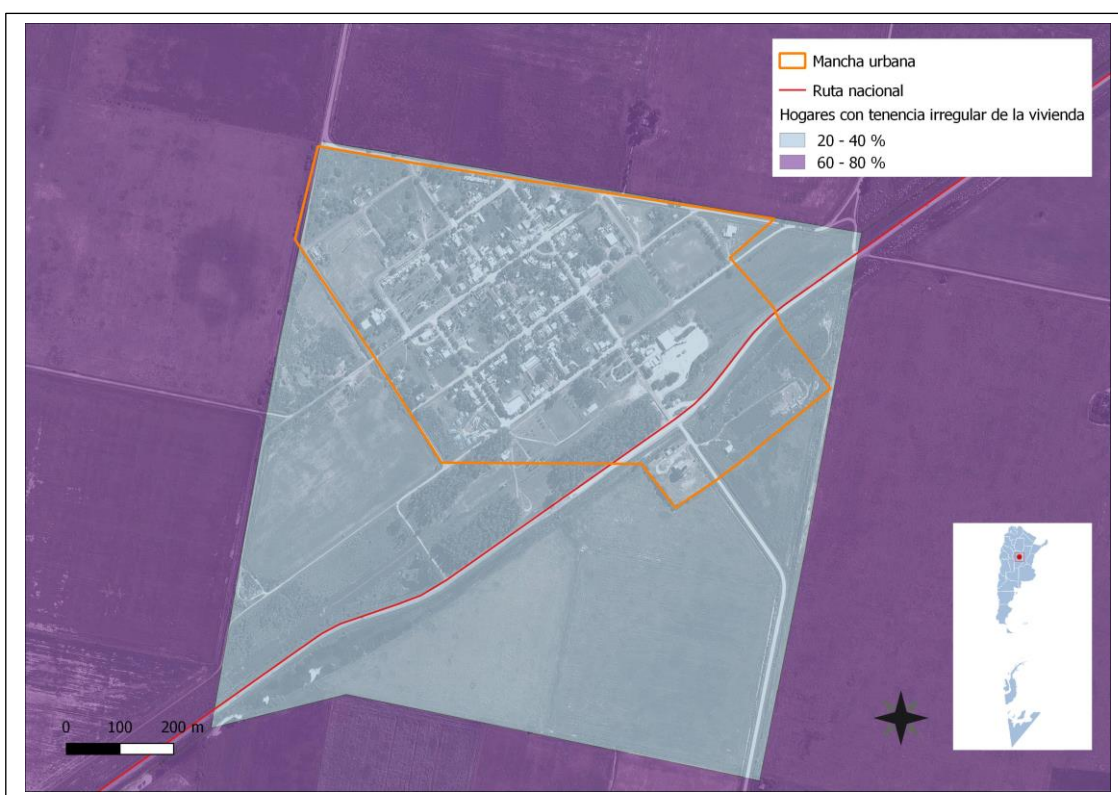 Mancha urbana
Ruta nacional
Hogares con tenencia irregular de la vivienda
20 - 40 %
60 - 80 %
0 100 200 m